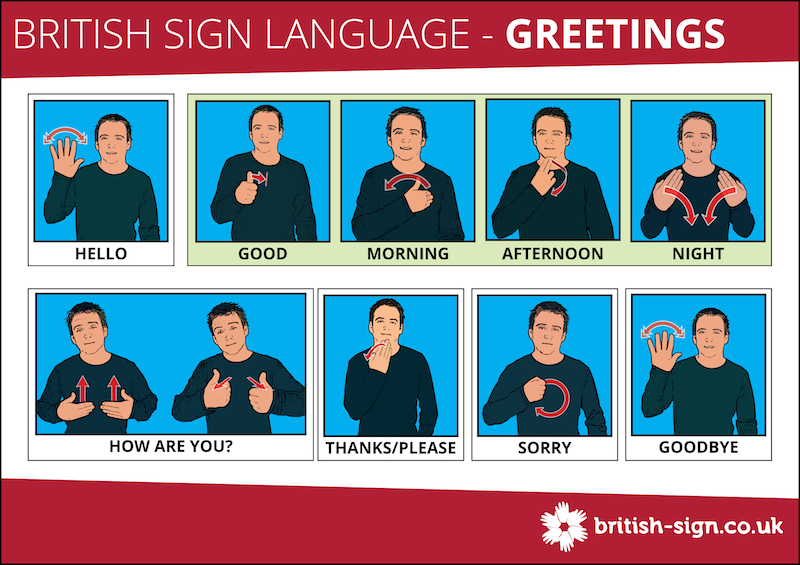 BRITISH SIGN LANGUAGE - GREETINGS
HELLO
GOOD
MORNING
AFTERNOON
NIGHT
HOW ARE YOU?
THANKS/PLEASE
SORRY
GOODBYE
british-sign.co.uk